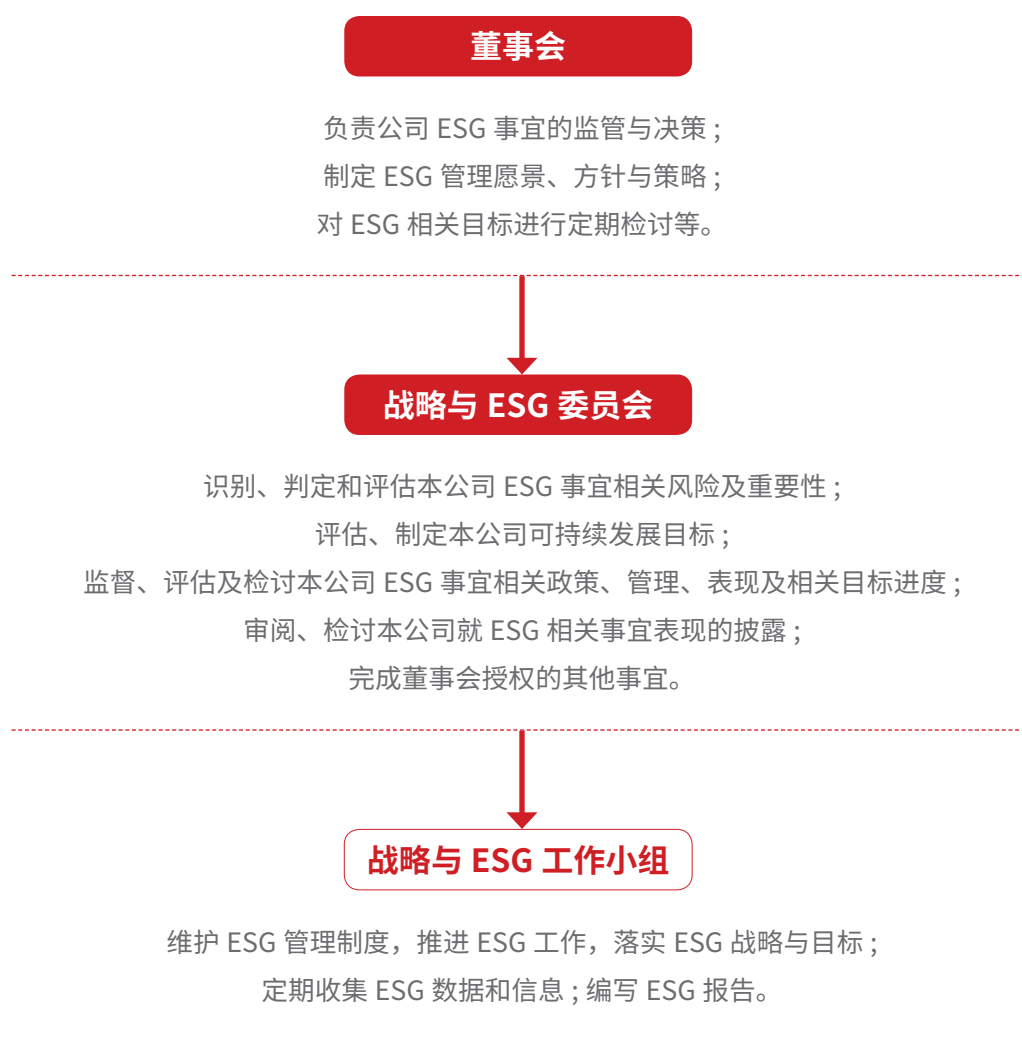 董事会
负责公司 ESG 事宜的监管与决策 ;
制定 ESG 管理愿景、方针与策略 ;
对 ESG 相关目标进行定期检讨等。
战略与 ESG 委员会
识别、判定和评估本公司 ESG 事宜相关风险及重要性 ;
评估、制定本公司可持续发展目标 ;
监督、评估及检讨本公司 ESG 事宜相关政策、管理、表现及相关目标进度 ;
审阅、检讨本公司就 ESG 相关事宜表现的披露 ;
完成董事会授权的其他事宜。
战略与 ESG 工作小组
维护 ESG 管理制度，推进 ESG 工作，落实 ESG 战略与目标 ;
定期收集 ESG 数据和信息 ; 编写 ESG 报告。